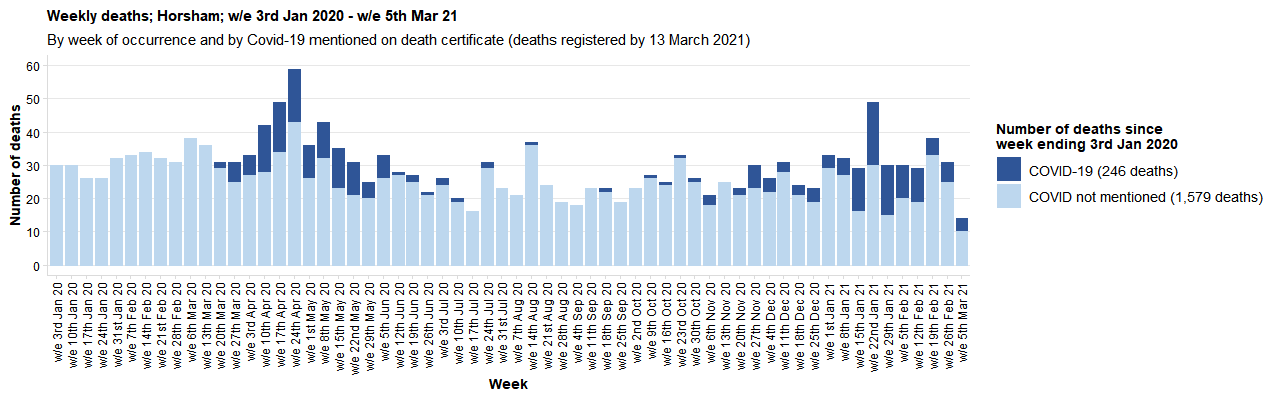 Weekly deaths; Horsham; w/e 3rd Jan 2020 - w/e 5th Mar 21
By week of occurrence and by Covid-19 mentioned on death certificate (deaths registered by 13 March 2021)
Number of deaths
60
50
40
30
20
10
0
w/e 3rd Jan 20
w/e 10th Jan 20
w/e 17th Jan 20
w/e 24th Jan 20
w/e 31st Jan 20
w/e 7th Feb 20
w/e 14th Feb 20
w/e 21st Feb 20
w/e 28th Feb 20
w/e 6th Mar 20
w/e 13th Mar 20
w/e 20th Mar 20
w/e 27th Mar 20
w/e 3rd Apr 20
w/e 10th Apr 20
w/e 17th Apr 20
w/e 24th Apr 20
w/e 1st May 20
w/e 8th May 20
w/e 15th May 20
w/e 22nd May 20
w/e 29th May 20
w/e 5th Jun 20
w/e 12th Jun 20
w/e 19th Jun 20
w/e 26th Jun 20
w/e 3rd Jul 20
w/e 10th Jul 20
w/e 17th Jul 20
w/e 24th Jul 20
w/e 31st Jul 20
w/e 7th Aug 20
w/e 14th Aug 20
w/e 21st Aug 20
w/e 28th Aug 20
w/e 4th Sep 20
w/e 11th Sep 20
w/e 18th Sep 20
w/e 25th Sep 20
w/e 2nd Oct 20
w/e 9th Oct 20
w/e 16th Oct 20
w/e 23rd Oct 20
w/e 30th Oct 20
w/e 6th Nov 20
w/e 13th Nov 20
w/e 20th Nov 20
w/e 27th Nov 20
w/e 4th Dec 20
w/e 11th Dec 20
w/e 18th Dec 20
w/e 25th Dec 20
w/e 1st Jan 21
w/e 8th Jan 21
w/e 15th Jan 21
w/e 22nd Jan 21
w/e 29th Jan 21
w/e 5th Feb 21
w/e 12th Feb 21
w/e 19th Feb 21
w/e 26th Feb 21
w/e 5th Mar 21
Week
Number of deaths since
week ending 3rd Jan 2020
COVID-19 (246 deaths)
COVID not mentioned (1,579 deaths)